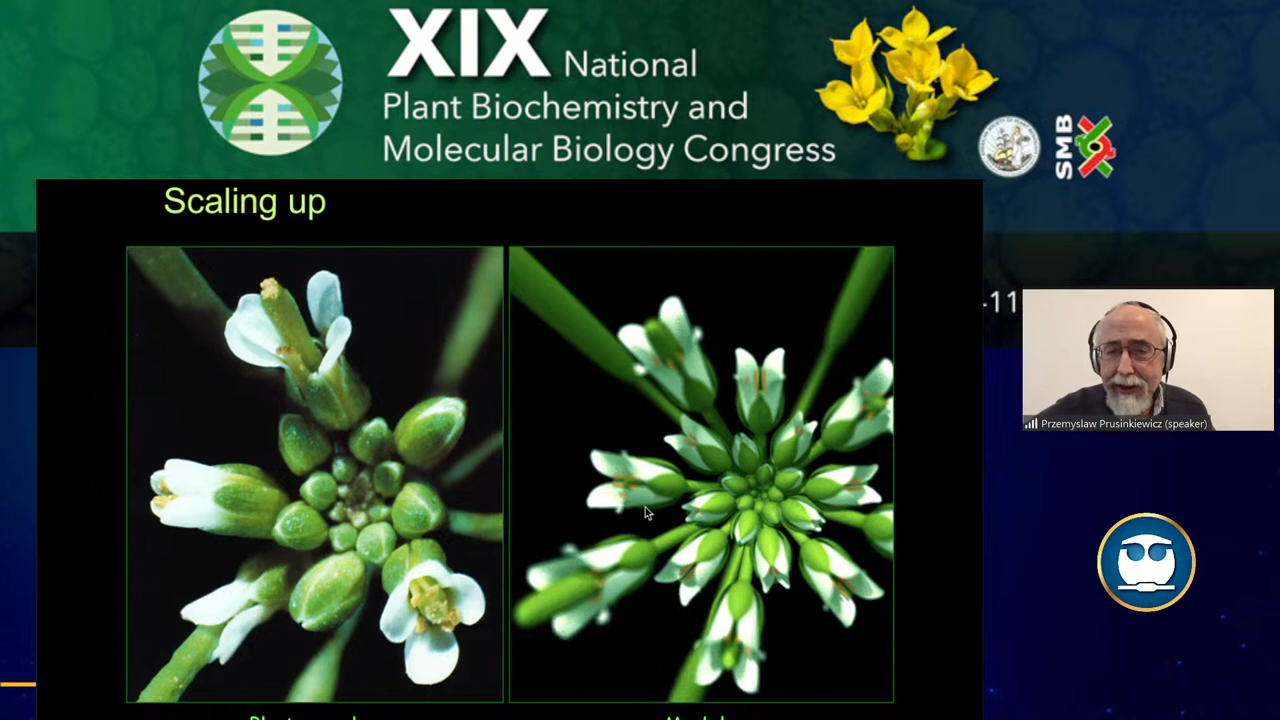 XIX National
Plant Biochemistry and
Molecular Biology Congress
SMB
Scaling up
-11
Przemyslaw Prusinkiewicz (speaker)